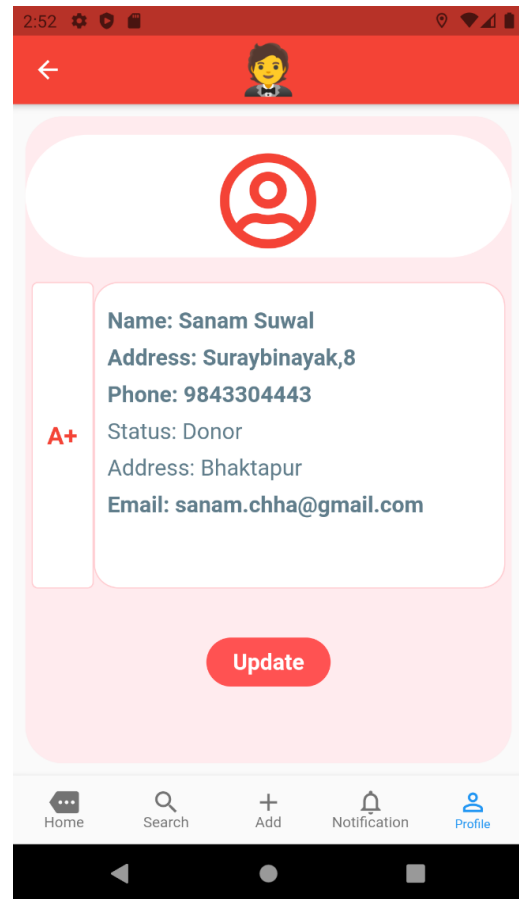 2:52
Name: Sanam Suwal
Address: Suraybinayak,8
Phone: 9843304443
A+
Status: Donor
Address: Bhaktapur
Email: sanam.chha@gmail.com
Update
Home Search Add Notification Profile